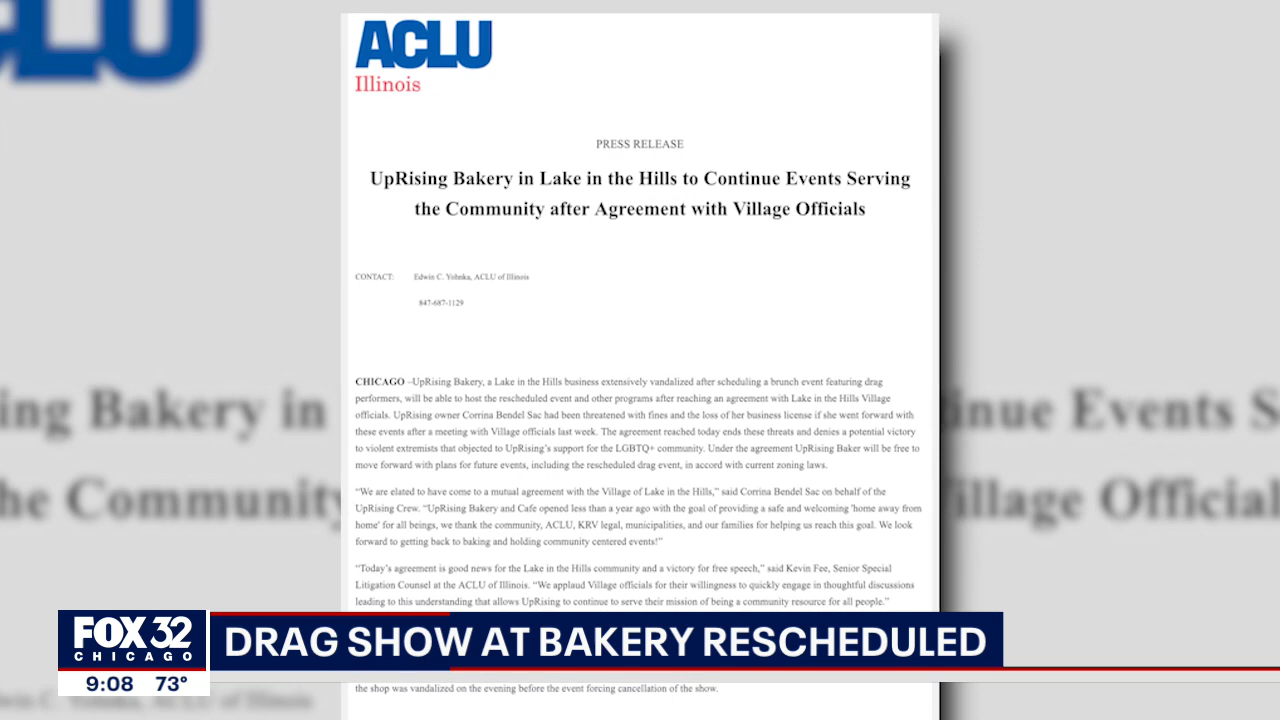 CLU
ACLU
Illinois
PRESS RELEASE
UpRising Bakery in Lake in the Hills to Continue Events Serving
the Community after Agreement with Village Officials
CONTACT: Edwin C. Yohnka, ACLU of Illinois
847-687-1129
CHICAGO –UpRising Bakery, a Lake in the Hills business extensively vandalized after scheduling a brunch event featuring drag
performers, will be able to host the rescheduled event and other programs after reaching an agreement with Lake in the Hills Village
officials. UpRising owner Corrina Bendel Sac had been threatened with fines and the loss of her business license if she went forward with
these events after a meeting with Village officials last week. The agreement reached today ends these threats and denies a potential victory
to violent extremists that objected to UpRising's support for the LGBTQ+ community. Under the agreement UpRising Baker will be free to
move forward with plans for future events, including the rescheduled drag event, in accord with current zoning laws.
“We are elated to have come to a mutual agreement with the Village of Lake in the Hills,” said Corrina Bendel Sac on behalf of the
UpRising Crew. “UpRising Bakery and Cafe opened less than a year ago with the goal of providing a safe and welcoming 'home away from
home' for all beings, we thank the community, ACLU, KRV legal, municipalities, and our families for helping us reach this goal. We look
forward to getting back to baking and holding community centered events!”
“Today's agreement is good news for the Lake in the Hills community and a victory for free speech,” said Kevin Fee, Senior Special
Litigation Counsel at the ACLU of Illinois. “We applaud Village officials for their willingness to quickly engage in thoughtful discussions
leading to this understanding that allows UpRising to continue to serve their mission of being a community resource for all people.”
the shop was vandalized on the evening before the event forcing cancellation of the show.
ing Bakery in
tinue Events S
he Community
Village Official
win C. Yohnka, ACLU of Illinois
FOX 32
CHICAGO
9:08 73°
DRAG SHOW AT BAKERY RESCHEDULED